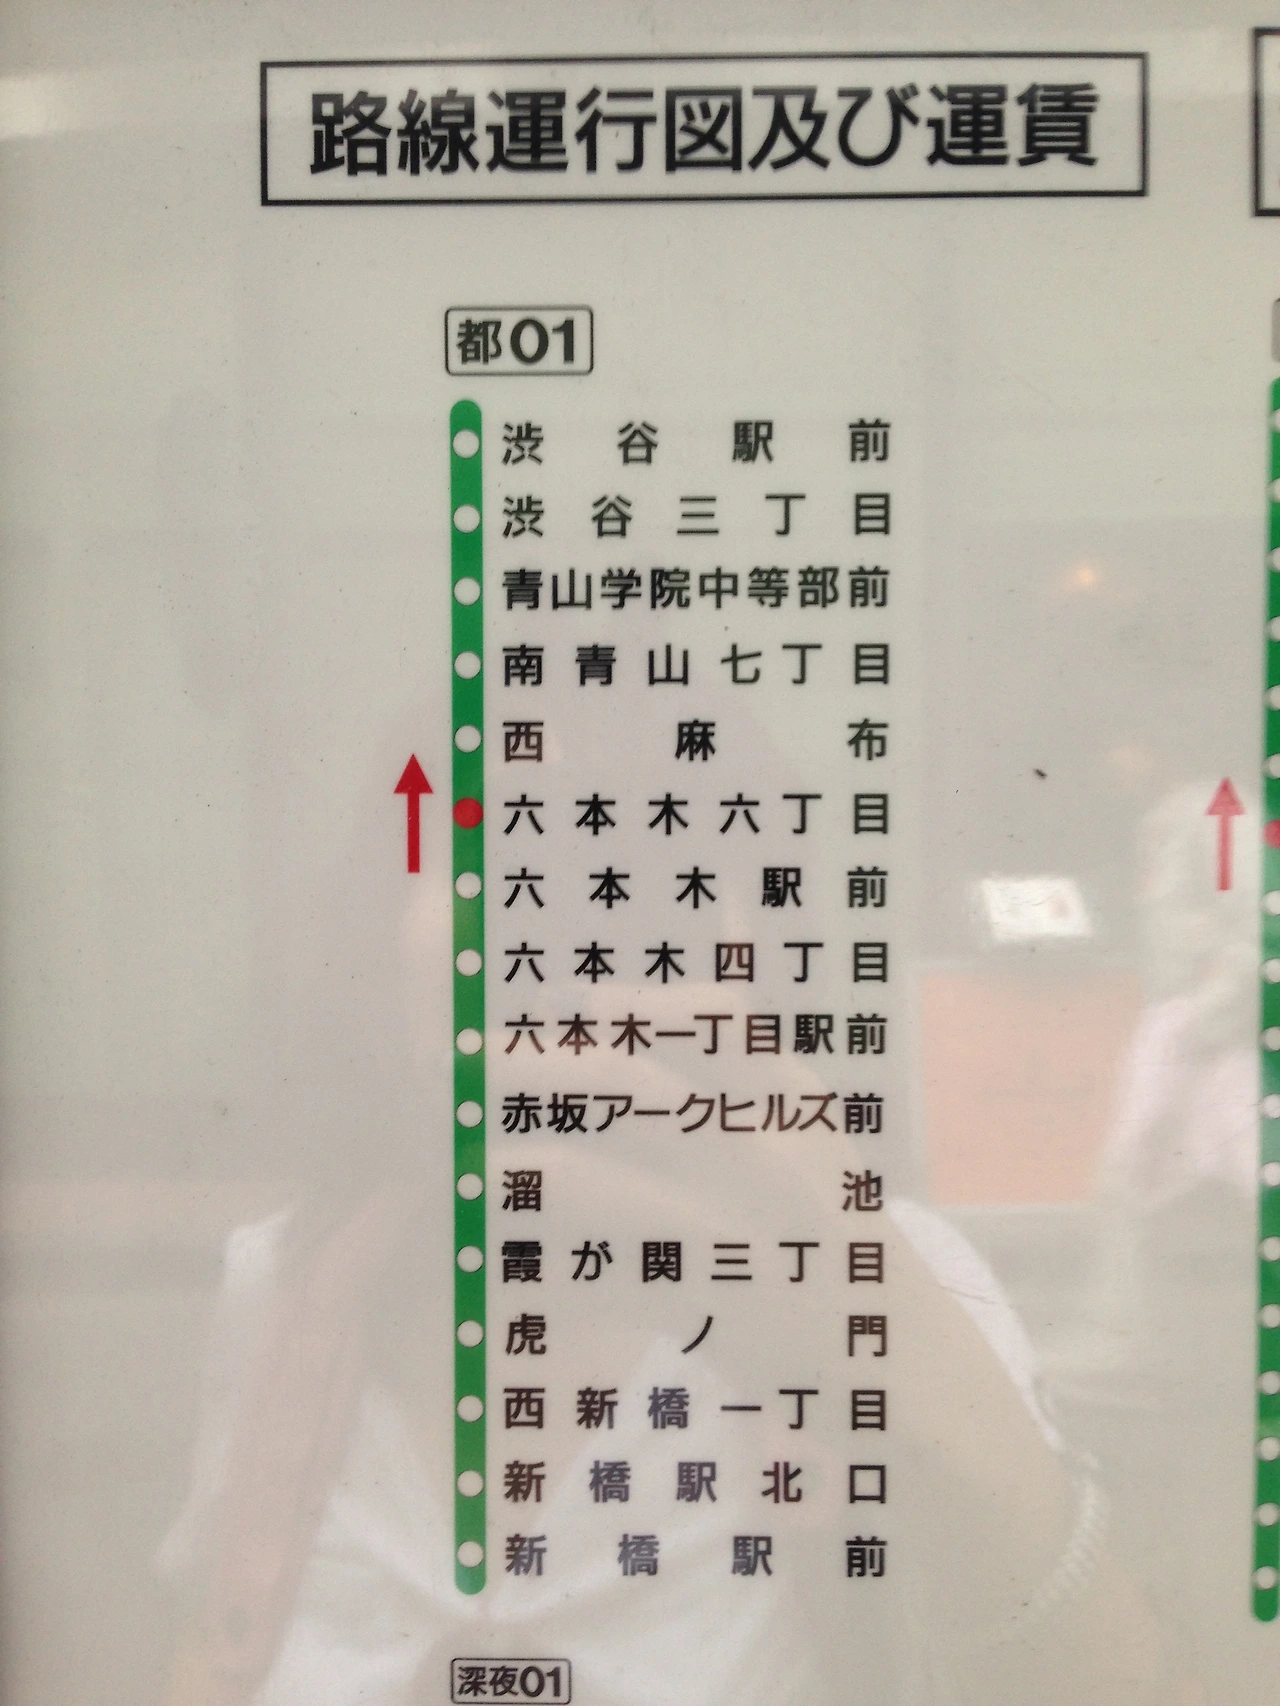 路線運行図及び運賃
都01
渋谷駅前
渋谷三丁目
青山学院中等部前
南青山七丁目
西麻布
六本木六丁目
六本木駅前
六本木四丁目
六本木一丁目駅前
赤坂アークヒルズ前
溜池
霞が関三丁目
虎ノ門
西新橋一丁目
新橋駅北口
新橋駅前
深夜01